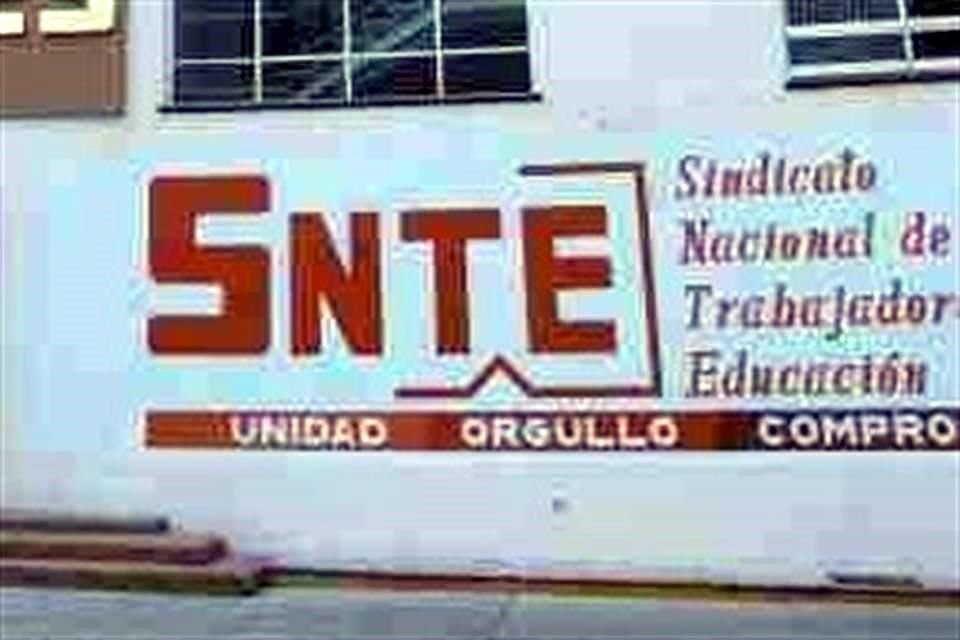 SNTE
Sindicato
Nacional de
Trabajador
Educación
UNIDAD ORGULLO COMPRO